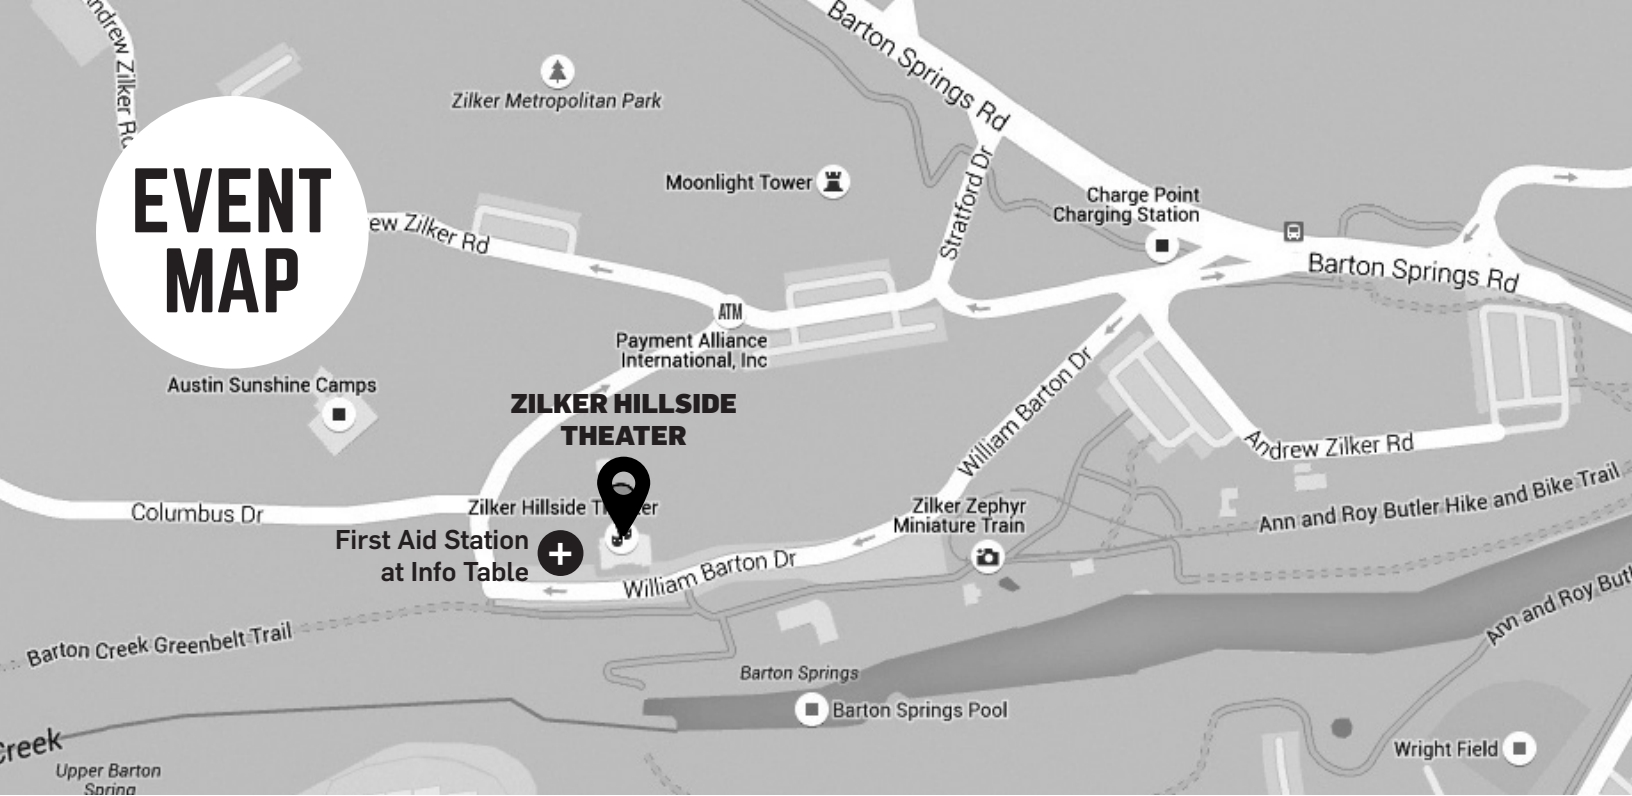 Andrew Zilker Rd
Barton Springs Rd
Zilker Metropolitan Park
EVENT
MAP
Moonlight Tower
Stratford Dr
Charge Point
Charging Station
ew Zilker Rd
Barton Springs Rd
ATM
Payment Alliance
International, Inc
Austin Sunshine Camps
ZILKER HILLSIDE
THEATER
William Barton Dr
Andrew Zilker Rd
Columbus Dr
Zilker Hillside Th er
Zilker Zephyr
Miniature Train
Ann and Roy Butler Hike and Bike Trail
First Aid Station
at Info Table
William Barton Dr
Ann and Roy Butl
Barton Creek Greenbelt Trail
Barton Springs
Barton Springs Pool
Creek
Wright Field
Upper Barton
Spring